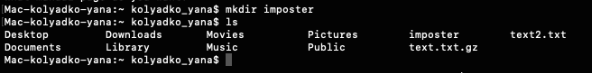 Mac-kolyadko-yana:~ kolyadko_yana$ mkdir imposter
Mac-kolyadko-yana:~ kolyadko_yana$ ls
Desktop Downloads Movies Pictures imposter text2.txt
Documents Library Music Public text.txt.gz
Mac-kolyadko-yana:~ kolyadko_yana$